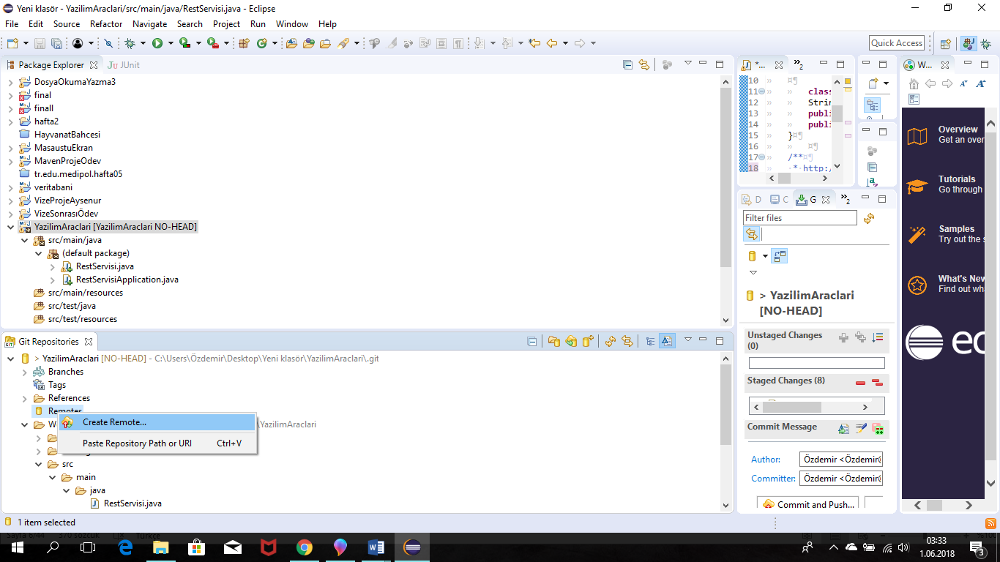 Yeni klasör - YazilimAraclari/src/main/java/RestServisi.java - Eclipse
File Edit Source Refactor Navigate Search Project Run Window Help
Quick Access
Package Explorer JUnit
DosyaOkumaYazma3
final
finall
hafta2
HayvanatBahcesi
MasaustuEkran
MavenProjeOdev
tr.edu.medipol.hafta05
veritabani
VizeProjeAysenur
VizeSonrasıÖdev
YazilimAraclari [YazilimAraclari NO-HEAD]
src/main/java
(default package)
RestServisi.java
RestServisiApplication.java
src/main/resources
src/test/java
src/test/resources
Git Repositories
> YazilimAraclari [NO-HEAD] - C:\Users\Özdemir\Desktop\Yeni klasör\YazilimAraclari\.git
Branches
Tags
References
Remotes
Create Remote...
W \YazilimAraclari
Paste Repository Path or URI Ctrl+V
src
main
java
RestServisi.java
*... 2
10
11 class
12 Strin
13 publi
14 publi
15 }
16
17 /**
18 * http:/
D C G 2
Filter files
> YazilimAraclari
[NO-HEAD]
Unstaged Changes
(0)
Staged Changes (8)
Commit Message
Author: Özdemir <Özdemir@
Committer: Özdemir <Özdemir@
Commit and Push...
W...
Overview
Get an over
Tutorials
Go through
Samples
Try out the s
What's New
Find out wha
ec
1 item selected
Sayfa 6/44 370 sözcük Türkçe
%100
03:33
1.06.2018
3